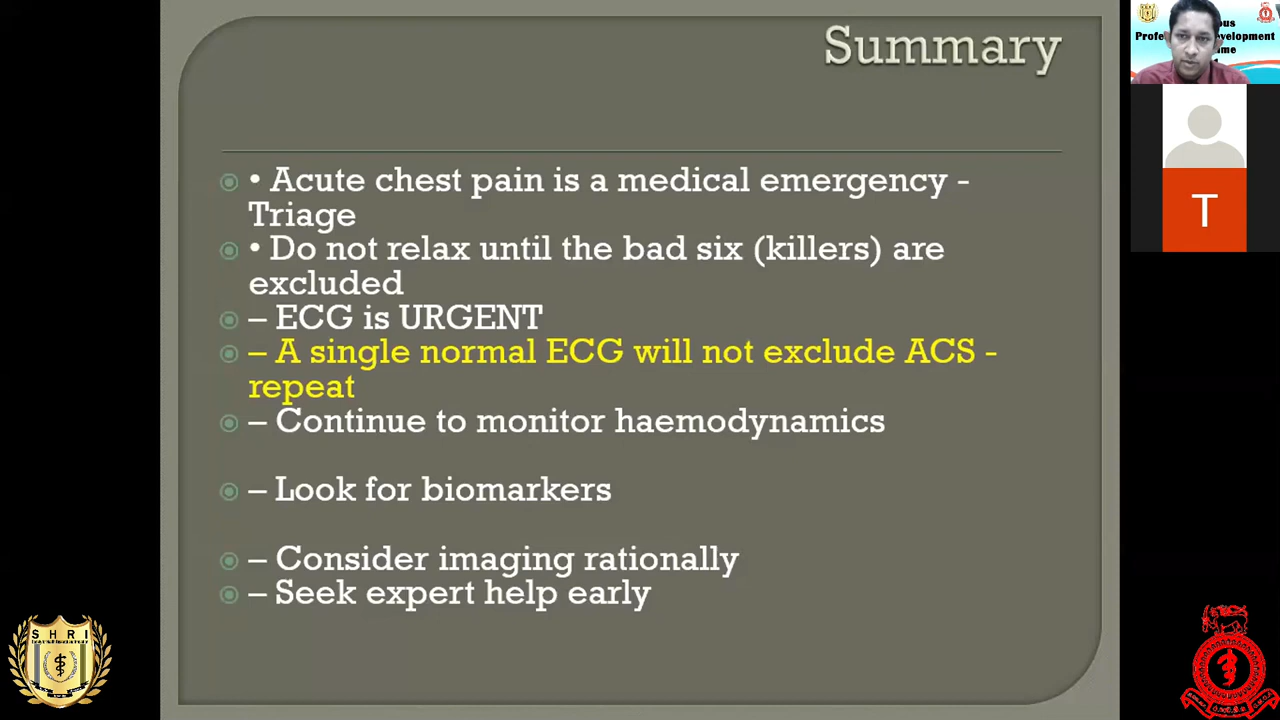 Summary
• Acute chest pain is a medical emergency -
Triage
• Do not relax until the bad six (killers) are
excluded
– ECG is URGENT
– A single normal ECG will not exclude ACS -
repeat
– Continue to monitor haemodynamics
– Look for biomarkers
– Consider imaging rationally
– Seek expert help early
T
SHRI